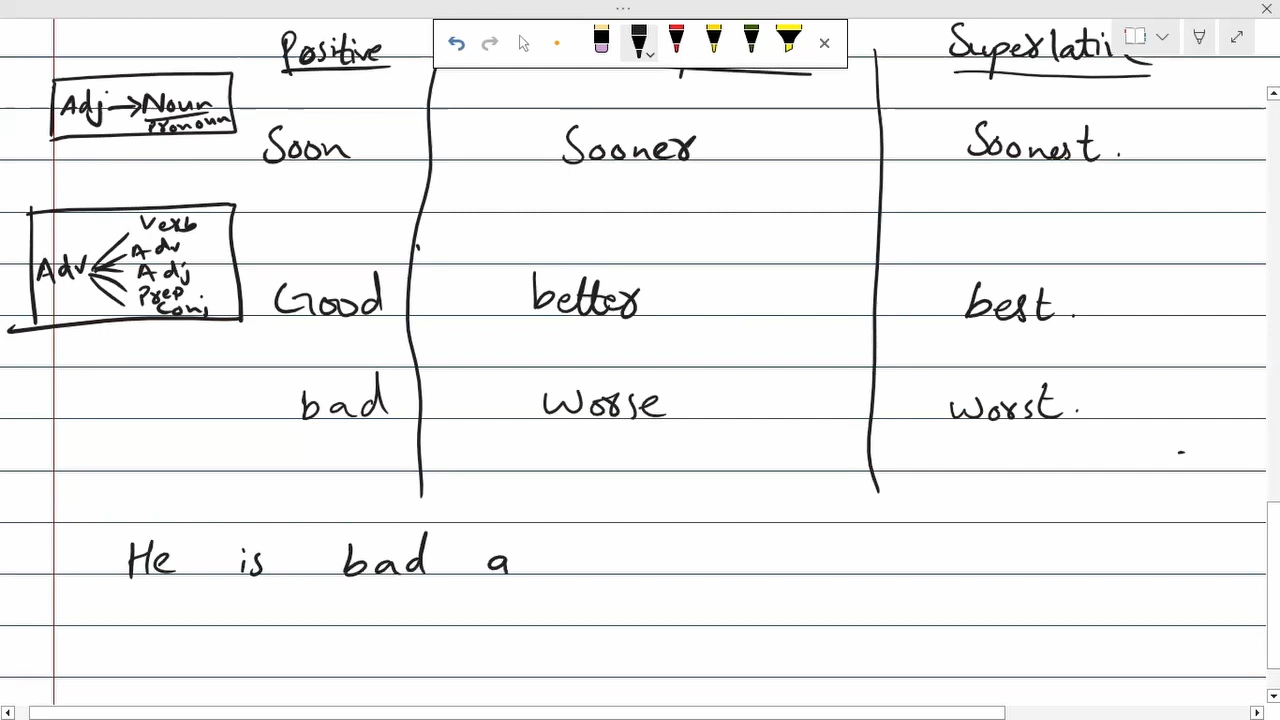 Positive
Superlati
Adj → Noun
Pronoun
Soon Sooner Soonest.
Adv
Verb
Adv
Adj
Prep
Conj
Good better best.
bad worse worst.
He is bad a